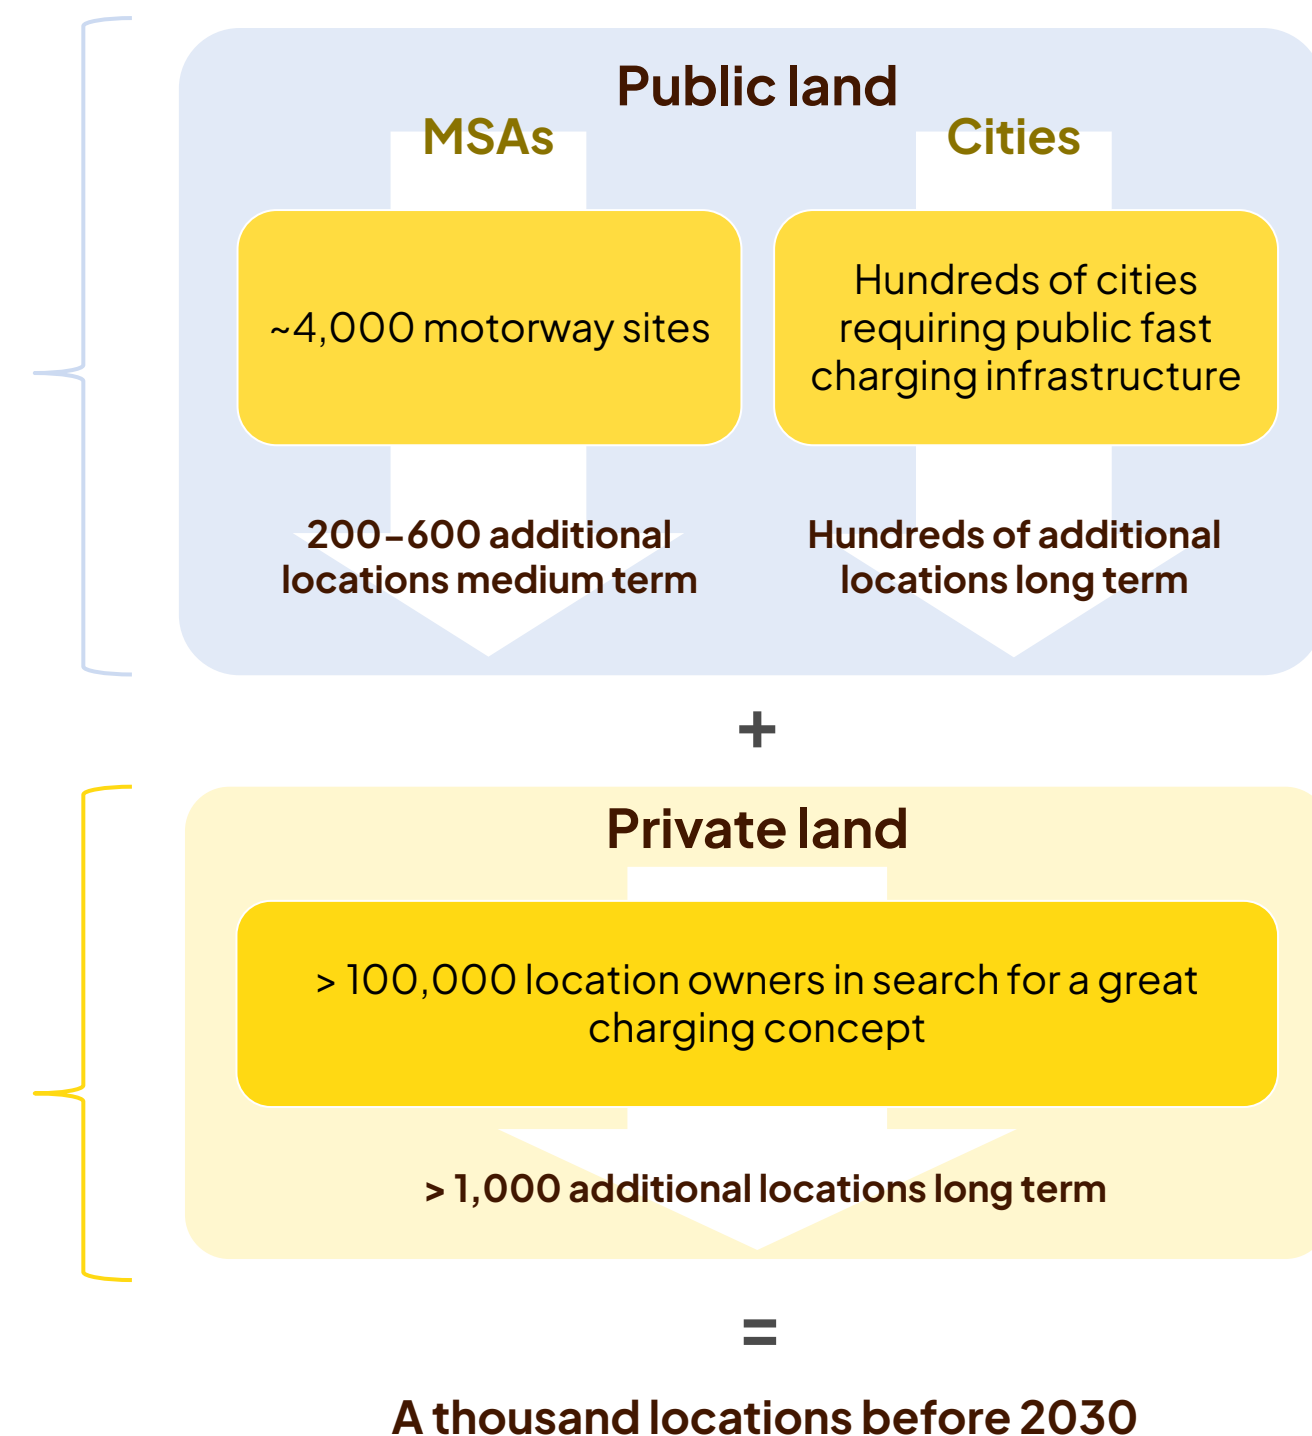 Public land
MSAs
Cities
~4,000 motorway sites
Hundreds of cities
requiring public fast
charging infrastructure
200–600 additional
locations medium term
Hundreds of additional
locations long term
+
Private land
> 100,000 location owners in search for a great
charging concept
> 1,000 additional locations long term
=
A thousand locations before 2030